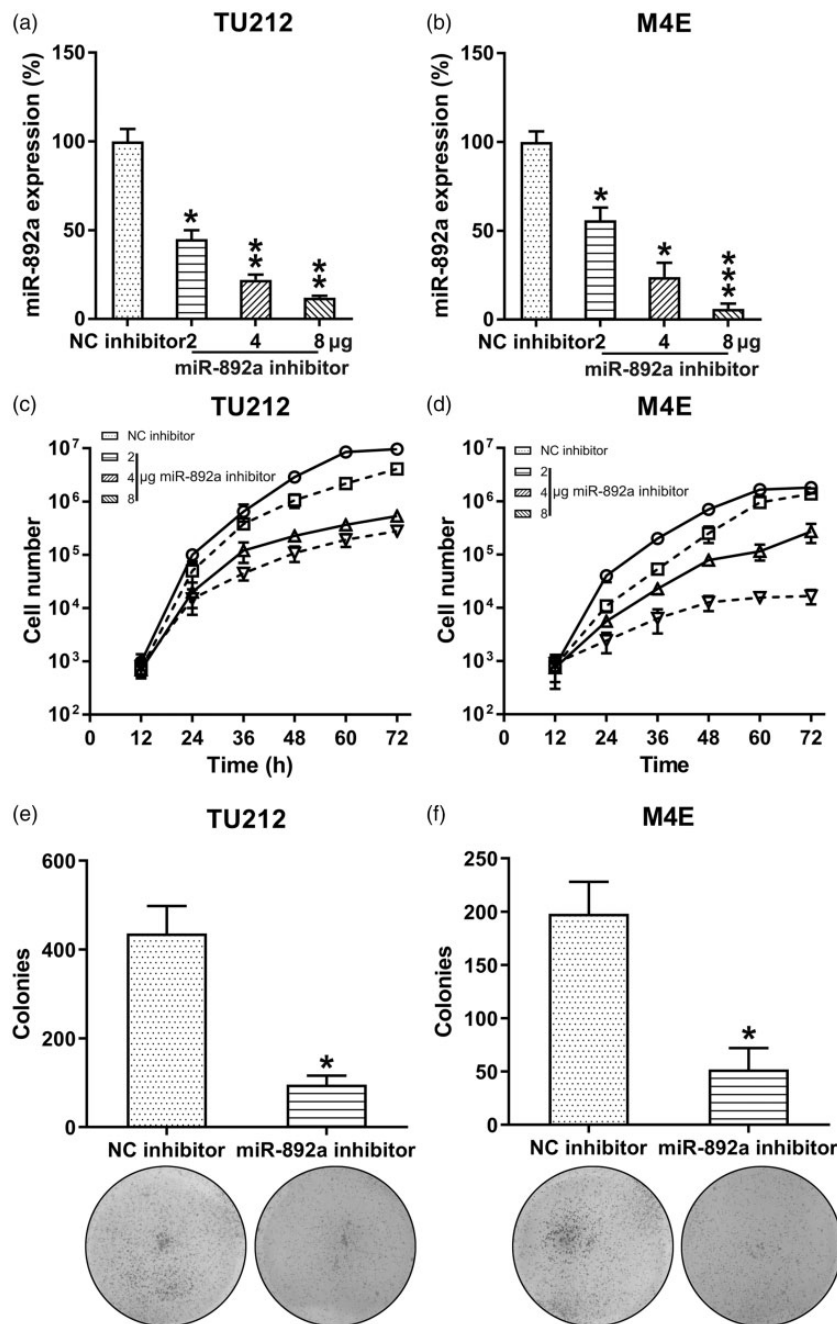 (a)
TU212
miR-892a expression (%)
150
100
50
0
*
**
**
NC inhibitor 2 4 8 µg
miR-892a inhibitor
(b)
M4E
miR-892a expression (%)
150
100
50
0
*
*
***
NC inhibitor 2 4 8 µg
miR-892a inhibitor
(c)
TU212
NC inhibitor
2
4 µg miR-892a inhibitor
8
Cell number
10⁷
10⁶
10⁵
10⁴
10³
10²
0 12 24 36 48 60 72
Time (h)
(d)
M4E
NC inhibitor
2
4 µg miR-892a inhibitor
8
Cell number
10⁷
10⁶
10⁵
10⁴
10³
10²
0 12 24 36 48 60 72
Time
(e)
TU212
Colonies
600
400
200
0
*
NC inhibitor miR-892a inhibitor
(f)
M4E
Colonies
250
200
150
100
50
0
*
NC inhibitor miR-892a inhibitor